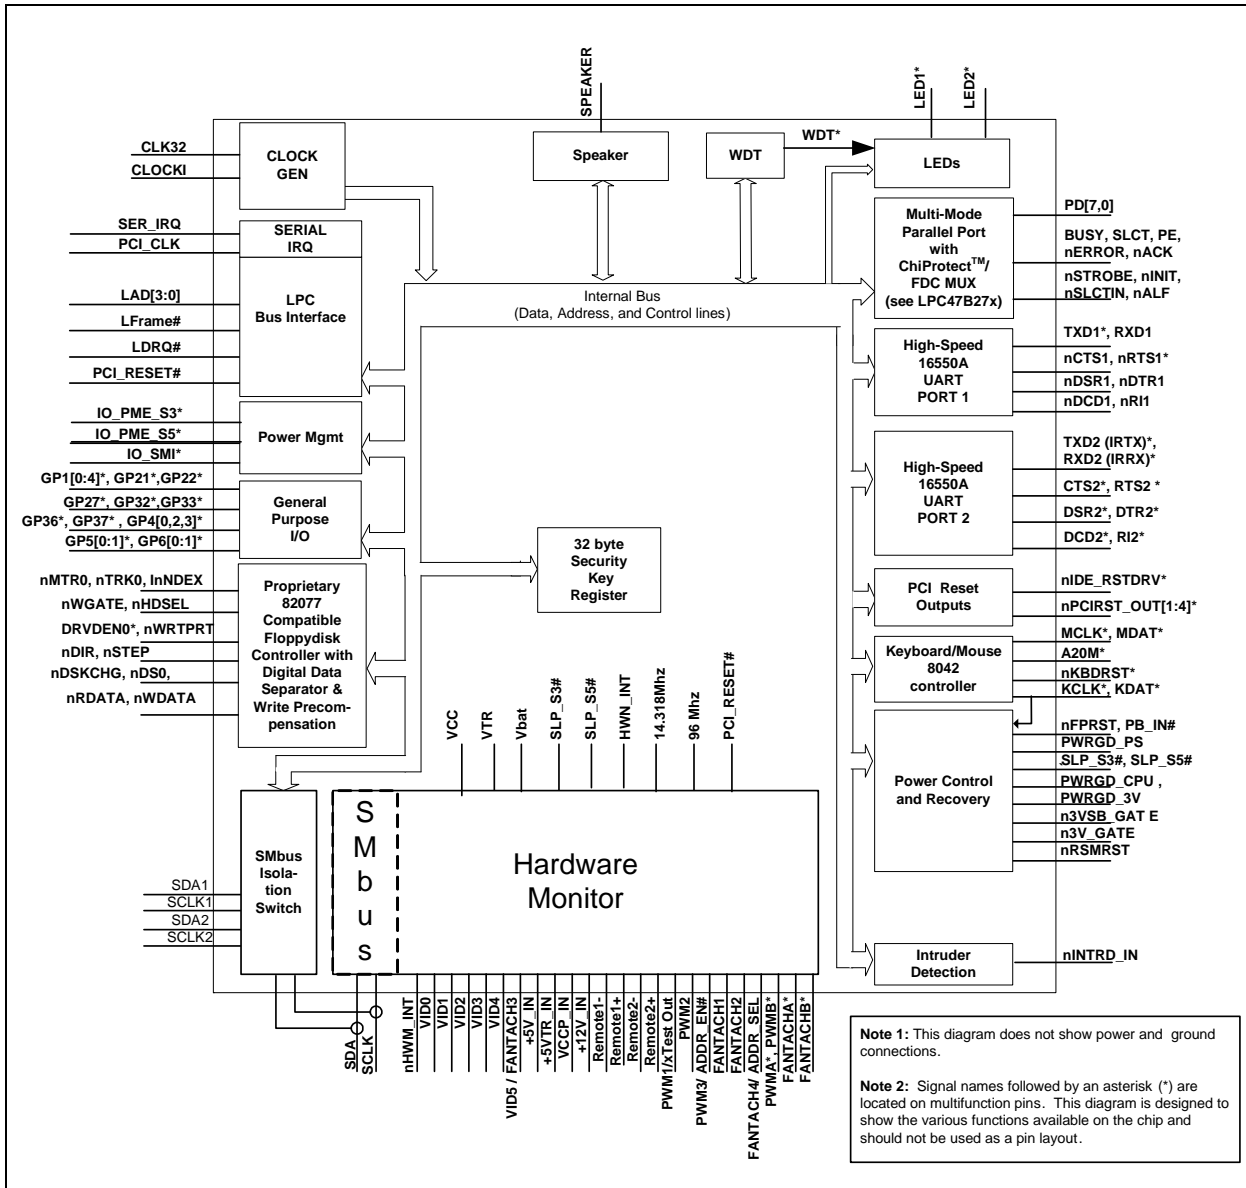 SPEAKER
LED1*
LED2*
WDT*
CLK32
CLOCKI
CLOCK
GEN
Speaker
WDT
LEDs
SER_IRQ
PCI_CLK
SERIAL
IRQ
LAD[3:0]
LFrame#
LDRQ#
PCI_RESET#
LPC
Bus Interface
Internal Bus
(Data, Address, and Control lines)
Multi-Mode
Parallel Port
with
ChiProtect™/
FDC MUX
(see LPC47B27x)
PD[7,0]
BUSY, SLCT, PE,
nERROR, nACK
nSTROBE, nINIT,
nSLCTIN, nALF
High-Speed
16550A
UART
PORT 1
TXD1*, RXD1
nCTS1, nRTS1*
nDSR1, nDTR1
nDCD1, nRI1
IO_PME_S3*
IO_PME_S5*
IO_SMI*
Power Mgmt
GP1[0:4]*, GP21*,GP22*
GP27*, GP32*,GP33*
GP36*, GP37* , GP4[0,2,3]*
GP5[0:1]*, GP6[0:1]*
General
Purpose
I/O
High-Speed
16550A
UART
PORT 2
TXD2 (IRTX)*,
RXD2 (IRRX)*
CTS2*, RTS2 *
DSR2*, DTR2*
DCD2*, RI2*
32 byte
Security
Key
Register
nMTR0, nTRK0, InNDEX
nWGATE, nHDSEL
DRVDEN0*, nWRTPRT
nDIR, nSTEP
nDSKCHG, nDS0,
nRDATA, nWDATA
Proprietary
82077
Compatible
Floppydisk
Controller with
Digital Data
Separator &
Write Precom-
pensation
PCI Reset
Outputs
nIDE_RSTDRV*
nPCIRST_OUT[1:4]*
Keyboard/Mouse
8042
controller
MCLK*, MDAT*
A20M*
nKBDRST*
KCLK*, KDAT*
Power Control
and Recovery
nFPRST, PB_IN#
PWRGD_PS
SLP_S3#, SLP_S5#
PWRGD_CPU ,
PWRGD_3V
n3VSB_GAT E
n3V_GATE
nRSMRST
VCC
VTR
Vbat
SLP_S3#
SLP_S5#
HWN_INT
14.318Mhz
96 Mhz
PCI_RESET#
SMbus
Isola-
tion
Switch
SDA1
SCLK1
SDA2
SCLK2
S
M
b
u
s
Hardware
Monitor
Intruder
Detection
nINTRD_IN
SDA
SCLK
nHWM_INT
VID0
VID1
VID2
VID3
VID4
VID5 / FANTACH3
+5V_IN
+5VTR_IN
VCCP_IN
+12V_IN
Remote1-
Remote1+
Remote2-
Remote2+
PWM1/xTest Out
PWM2
PWM3/ ADDR_EN#
FANTACH1
FANTACH2
FANTACH4/ ADDR_SEL
PWMA*, PWMB*
FANTACHA*
FANTACHB*
Note 1: This diagram does not show power and ground
connections.
Note 2: Signal names followed by an asterisk (*) are
located on multifunction pins. This diagram is designed to
show the various functions available on the chip and
should not be used as a pin layout.